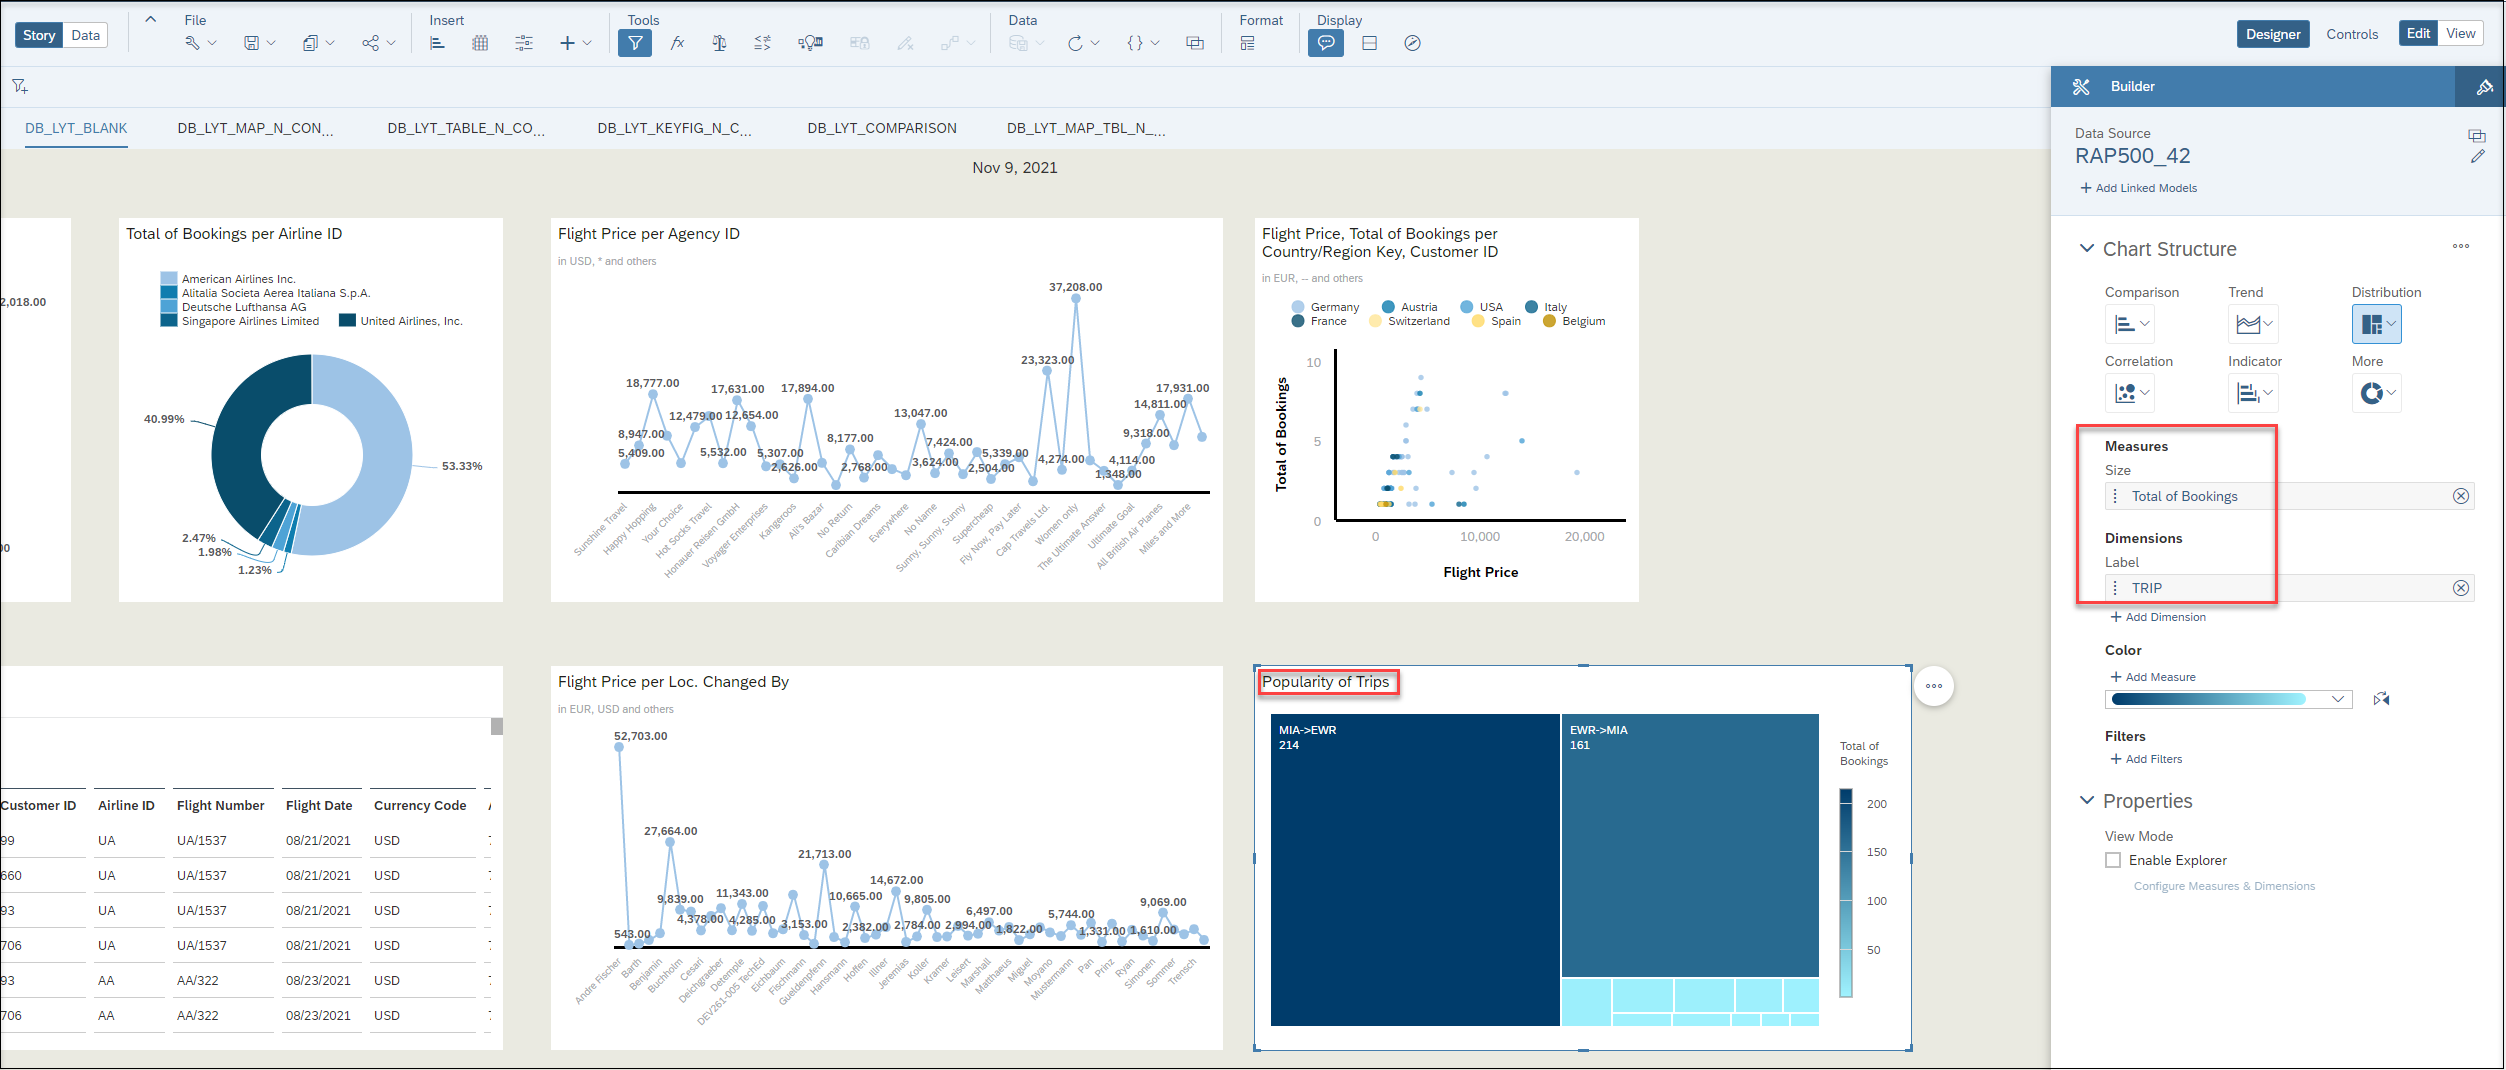 Story Data
File
Insert
Tools
Data
Format
Display
Designer Controls Edit View
DB_LYT_BLANK DB_LYT_MAP_N_CON... DB_LYT_TABLE_N_CO... DB_LYT_KEYFIG_N_C... DB_LYT_COMPARISON DB_LYT_MAP_TBL_N_...
Nov 9, 2021
2,018.00
00
Total of Bookings per Airline ID
American Airlines Inc.
Alitalia Societa Aerea Italiana S.p.A.
Deutsche Lufthansa AG
Singapore Airlines Limited United Airlines, Inc.
40.99%
53.33%
2.47%
1.98%
1.23%
Flight Price per Agency ID
in USD, * and others
37,208.00
23,323.00
18,777.00 17,631.00 17,894.00 17,931.00
12,479.00 12,654.00 13,047.00 14,811.00
8,947.00 8,177.00 7,424.00 9,318.00
5,409.00 5,532.00 5,307.00 5,339.00
2,626.00 2,768.00 3,624.00 2,504.00 4,274.00 4,114.00
1,348.00
Sunshine Travel
Happy Hopping
Your Choice
Hot Socks Travel
Honauer Reisen GmbH
Voyager Enterprises
Kangeroos
Ali's Bazar
No Return
Caribian Dreams
Everywhere
No Name
Sunny, Sunny, Sunny
Supercheap
Fly Now, Pay Later
Cap Travels Ltd.
Women only
The Ultimate Answer
Ultimate Goal
All British Air Planes
Miles and More
Flight Price, Total of Bookings per
Country/Region Key, Customer ID
in EUR, -- and others
Germany Austria USA Italy
France Switzerland Spain Belgium
Total of Bookings
10
5
0
0 10,000 20,000
Flight Price
Customer ID Airline ID Flight Number Flight Date Currency Code
99 UA UA/1537 08/21/2021 USD
660 UA UA/1537 08/21/2021 USD
93 UA UA/1537 08/21/2021 USD
706 UA UA/1537 08/21/2021 USD
93 AA AA/322 08/23/2021 USD
706 AA AA/322 08/23/2021 USD
Flight Price per Loc. Changed By
in EUR, USD and others
52,703.00
27,664.00
21,713.00
14,672.00
9,839.00 11,343.00 10,665.00 9,805.00 9,069.00
6,497.00 5,744.00
4,378.00 4,285.00 3,153.00 2,382.00 2,784.00 2,994.00 1,822.00 1,331.00 1,610.00
543.00
Andre Fischer
Barth
Benjamin
Buchholm
Cesari
Deichgraeber
Detemple
DEV261-005 TechEd
Eichbaum
Fischmann
Gueldenpfenn
Hansmann
Hoffen
Illner
Jeremias
Koller
Kramer
Leisert
Marshall
Matthaeus
Miguel
Moyano
Mustermann
Pan
Prinz
Ryan
Simonen
Sommer
Trensch
Popularity of Trips
MIA->EWR
214
EWR->MIA
161
Total of
Bookings
200
150
100
50
Builder
Data Source
RAP500_42
+ Add Linked Models
Chart Structure
Comparison Trend Distribution
Correlation Indicator More
Measures
Size
Total of Bookings
Dimensions
Label
TRIP
+ Add Dimension
Color
+ Add Measure
Filters
+ Add Filters
Properties
View Mode
Enable Explorer
Configure Measures & Dimensions